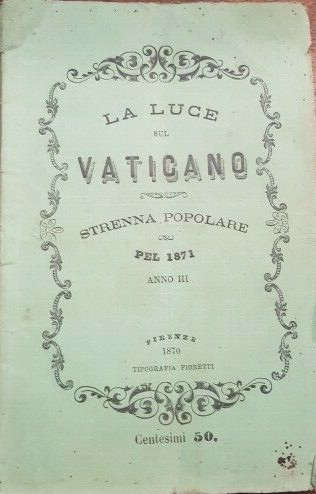 LA LUCE
SUL
VATICANO
STRENNA POPOLARE
PEL 1871
ANNO III
FIRENZE
1870
TIPOGRAFIA FIORETTI
Centesimi 50.